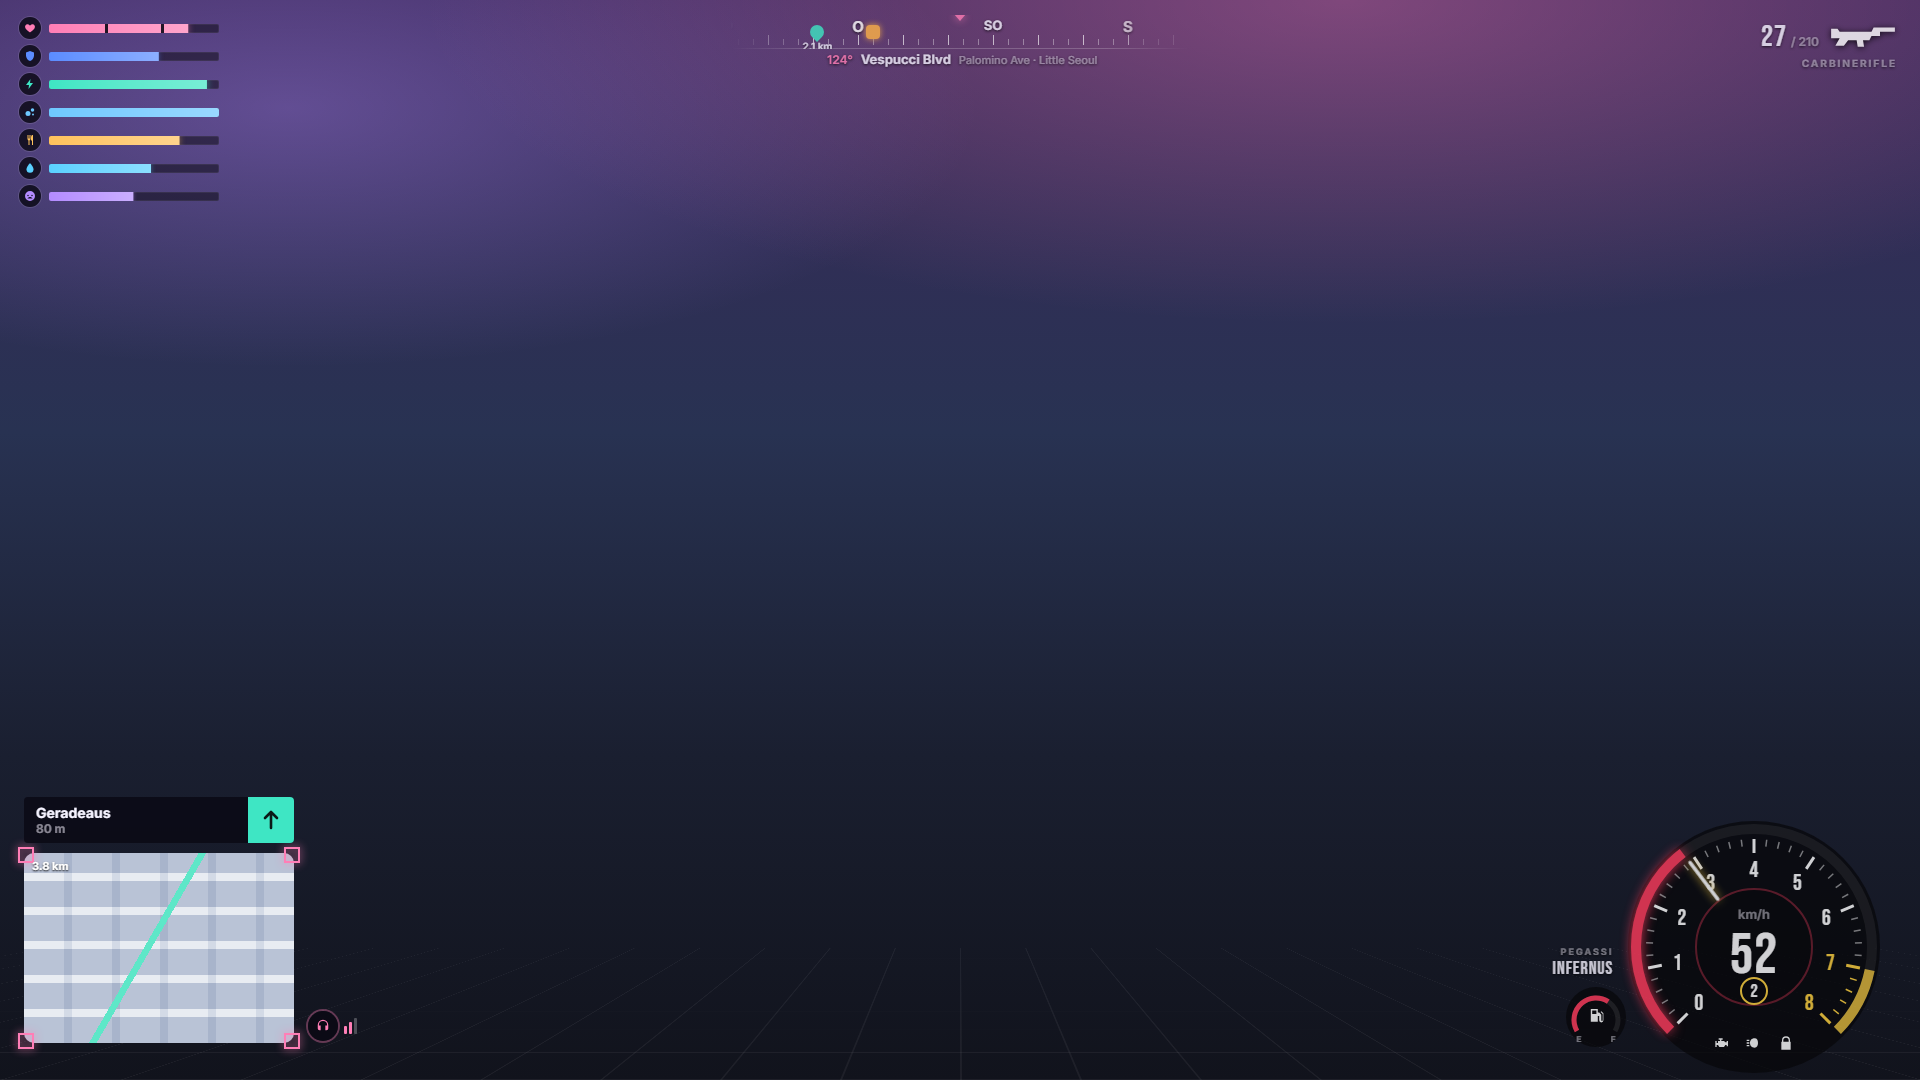 O
SO
S
2.1 km
124° Vespucci Blvd Palomino Ave · Little Seoul
27 / 210
CARBINERIFLE
Geradeaus
80 m
3.8 km
PEGASSI
INFERNUS
E F
0 1 2 3 4 5 6 7 8
km/h
52
2